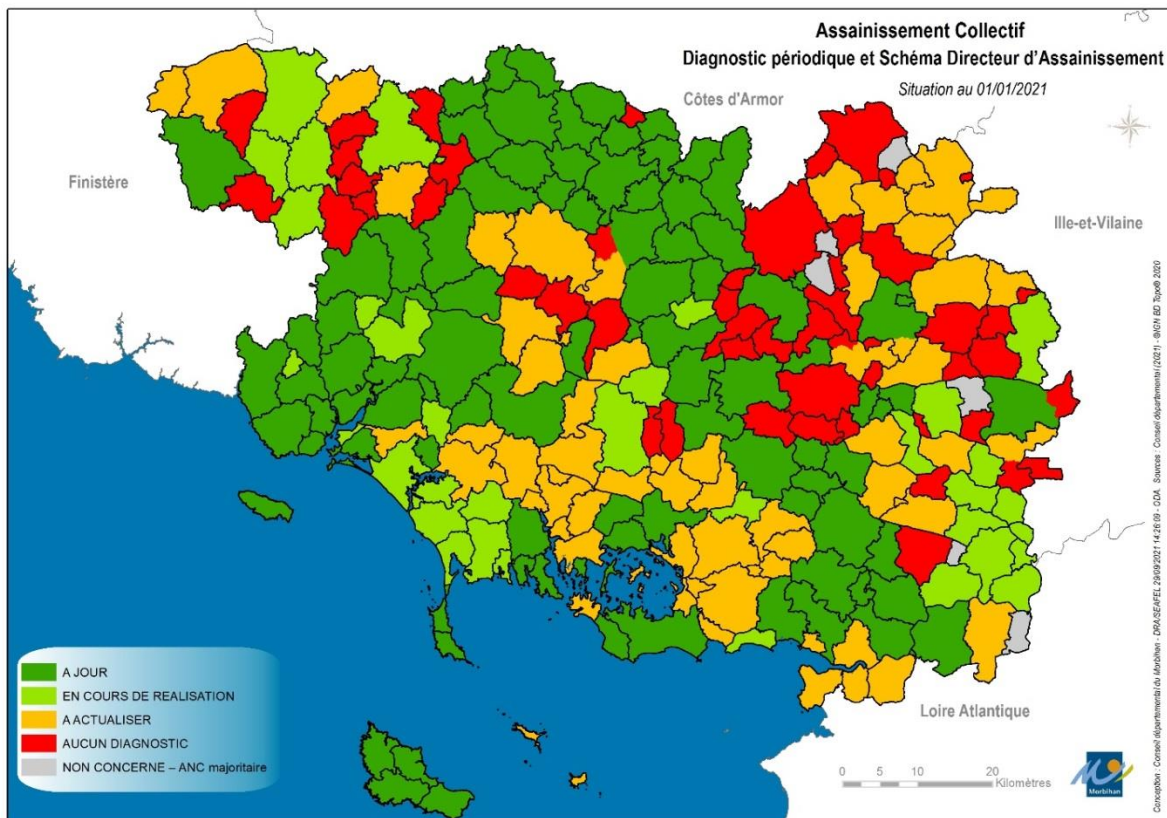 Assainissement Collectif
Diagnostic périodique et Schéma Directeur d'Assainissement
Situation au 01/01/2021
Côtes d'Armor
Finistère
Ille-et-Vilaine
Loire Atlantique
A JOUR
EN COURS DE REALISATION
A ACTUALISER
AUCUN DIAGNOSTIC
NON CONCERNE – ANC majoritaire
0 5 10 20
Kilomètres
Morbihan
Conception : Conseil départemental du Morbihan - DRA/SEAFEL 29/09/2021 14:26:09 - ODA Sources : Conseil départemental (2021) - ©IGN BD Topo® 2020